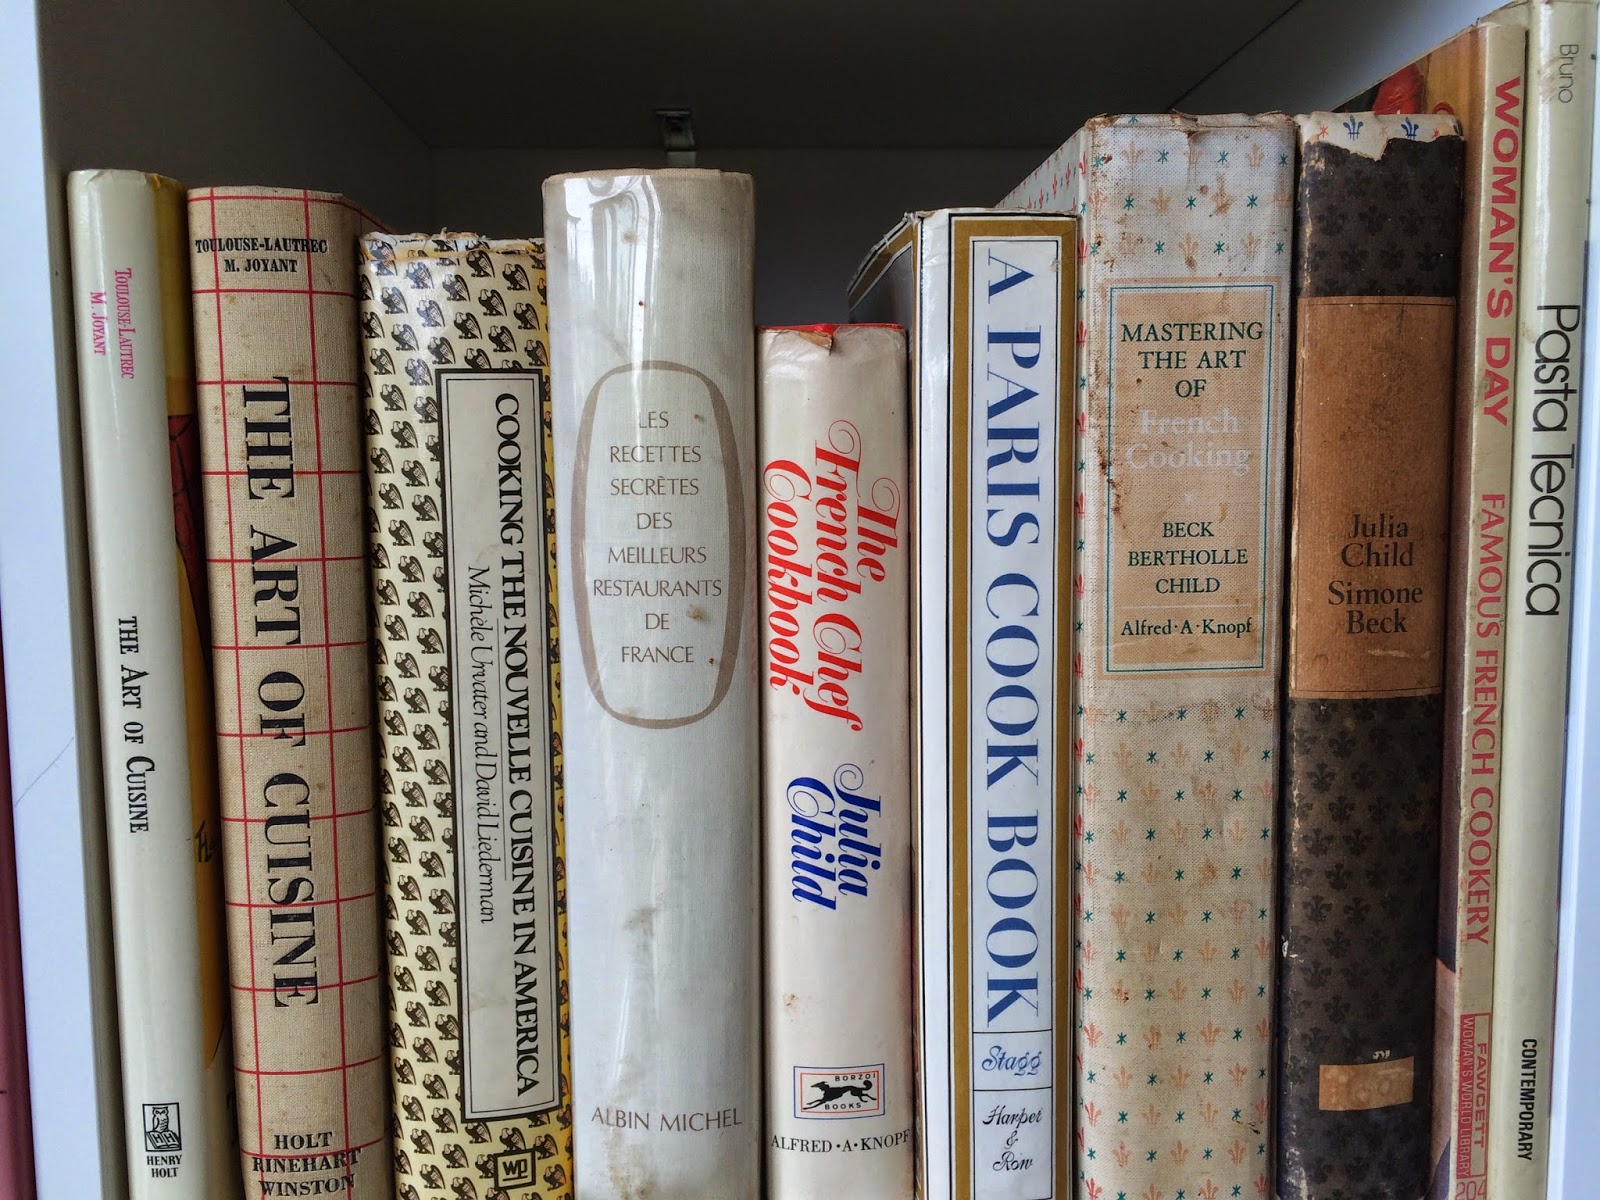 TOULOUSE-LAUTREC
M. JOYANT
THE ART OF CUISINE
HENRY
HOLT
TOULOUSE-LAUTREC
M. JOYANT
THE ART OF CUISINE
HOLT
RINEHART
WINSTON
COOKING THE NOUVELLE CUISINE IN AMERICA
Michèle Urvater and David Liederman
WP
LES
RECETTES
SECRÈTES
DES
MEILLEURS
RESTAURANTS
DE
FRANCE
ALBIN MICHEL
The
French Chef
Cookbook
Julia
Child
BORZOI
BOOKS
ALFRED·A·KNOPF
A PARIS COOK BOOK
Stagg
Harper
&
Row
MASTERING
THE ART
OF
French
Cooking
BECK
BERTHOLLE
CHILD
Alfred·A·Knopf
Julia
Child
Simone
Beck
WOMAN'S DAY FAMOUS FRENCH COOKERY
FAWCETT
WOMAN'S WORLD LIBRARY
204
Bruno
Pasta Tecnica
CONTEMPORARY